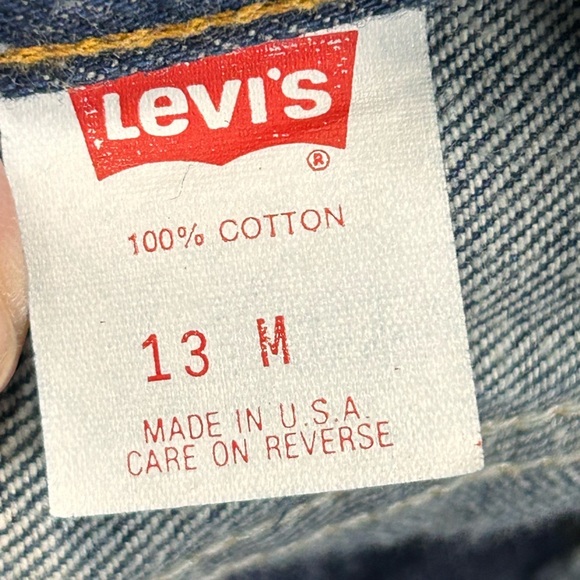 LEVI'S
®
100% COTTON
13 M
MADE IN U.S.A.
CARE ON REVERSE